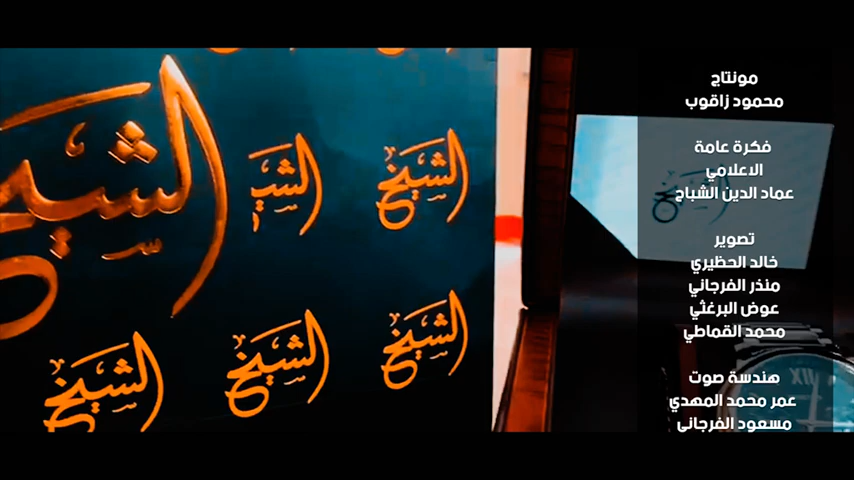 الشيخ
الشيخ
الشيخ
الشيخ
الشيخ
الشيخ
مونتاج
محمود زاقوب
فكرة عامة
الاعلامي
عماد الدين الشباح
تصوير
خالد الحظيري
منذر الفرجاني
عوض البرغثي
محمد القماطي
هندسة صوت
عمر محمد المهدي
مسعود الفرجاني